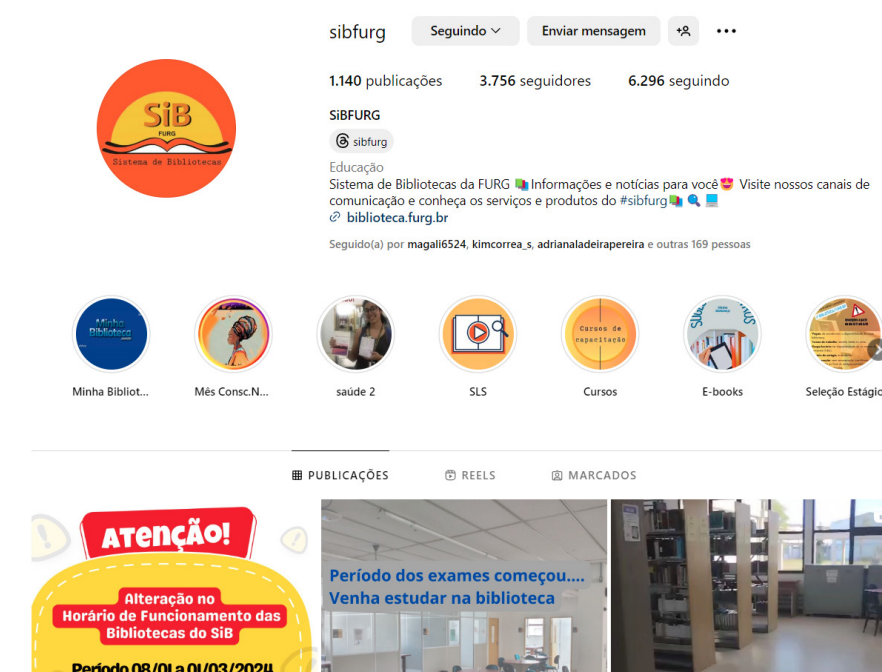 sibfurg
Seguindo
Enviar mensagem
1.140 publicações 3.756 seguidores 6.296 seguindo
SiBFURG
sibfurg
Educação
Sistema de Bibliotecas da FURG Informações e notícias para você Visite nossos canais de
comunicação e conheça os serviços e produtos do #sibfurg
biblioteca.furg.br
Seguido(a) por magali6524, kimcorrea_s, adrianaladeirapereira e outras 169 pessoas
SiB
FURG
Sistema de Bibliotecas
Minha
Biblioteca
Cursos de
capacitação
Minha Bibliot...
Mês Consc.N...
saúde 2
SLS
Cursos
E-books
Seleção Estágio
PUBLICAÇÕES
REELS
MARCADOS
Atenção!
Alteração no
Horário de Funcionamento das
Bibliotecas do SiB
Período 08/01 a 01/03/2024
Período dos exames começou....
Venha estudar na biblioteca